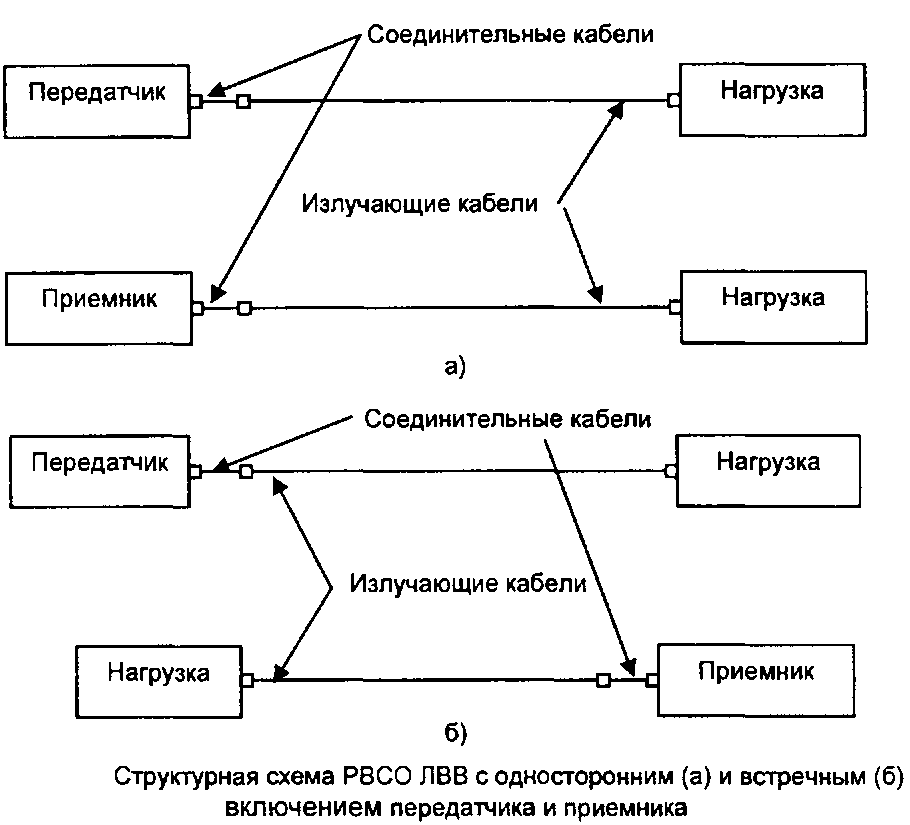 Соединительные кабели
Передатчик
Нагрузка
Излучающие кабели
Приемник
Нагрузка
а)
Соединительные кабели
Передатчик
Нагрузка
Излучающие кабели
Нагрузка
Приемник
б)
Структурная схема РВСО ЛВВ с односторонним (а) и встречным (б)
включением передатчика и приемника